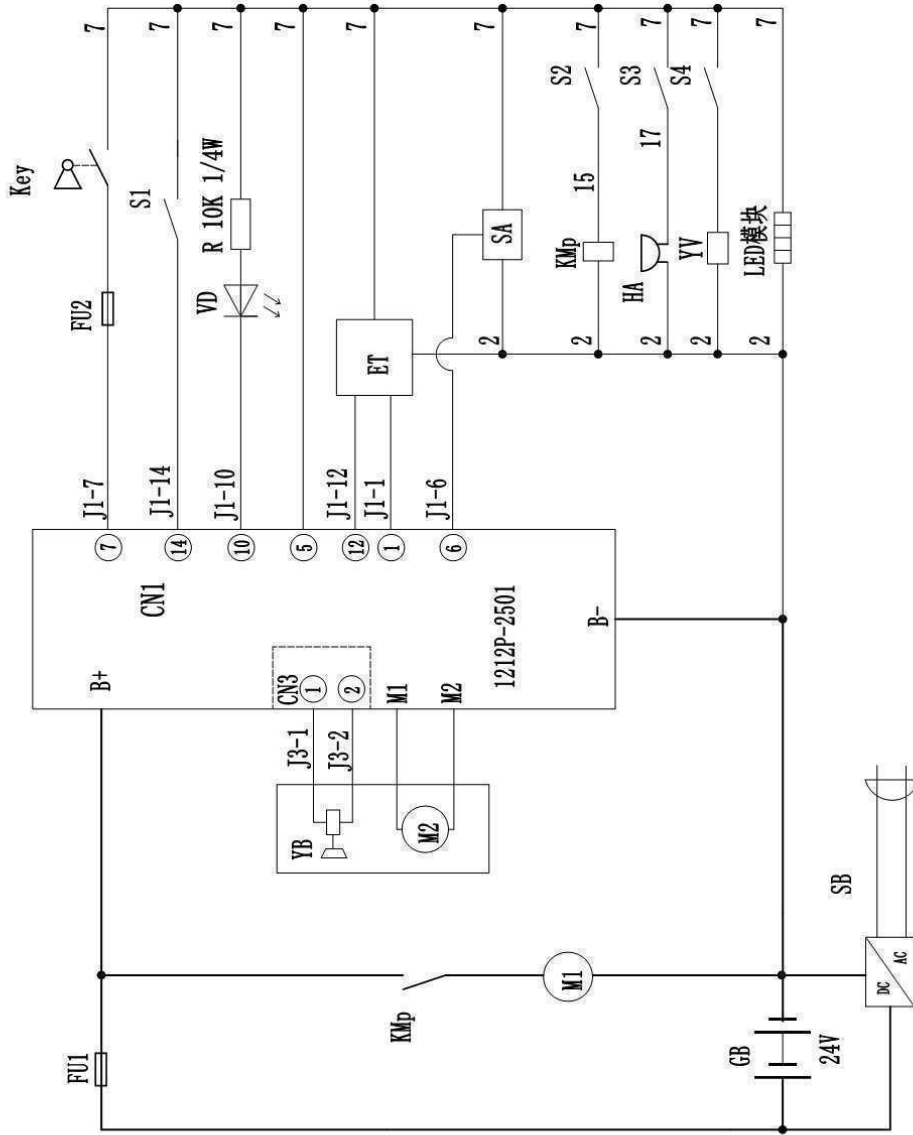 Key
FU1
B+
J1-7
FU2
7
7
CN1
J1-14
S1
7
14
J1-10
VD
R 10K 1/4W
7
10
YB
J3-1
CN3
1
5
7
J3-2
2
J1-12
12
ET
7
J1-1
1
KMp
M2
M1
M2
J1-6
6
1212P-2501
2
SA
7
M1
B-
2
KMp
15
S2
7
2
HA
17
S3
7
2
YV
S4
7
GB
24V
2
LED模块
7
SB
DC
AC